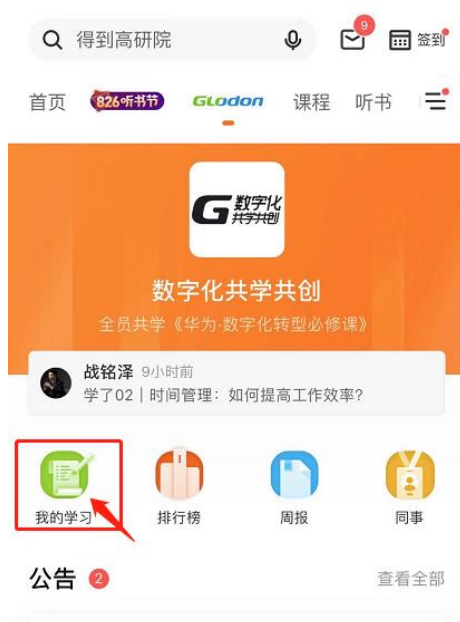 得到高研院
9
签到
首页 826听书节 GLodon 课程 听书
G 数字化
共学共创
数字化共学共创
全员共学《华为·数字化转型必修课》
战铭泽 9小时前
学了02 | 时间管理：如何提高工作效率?
我的学习 排行榜 周报 同事
公告 2 查看全部